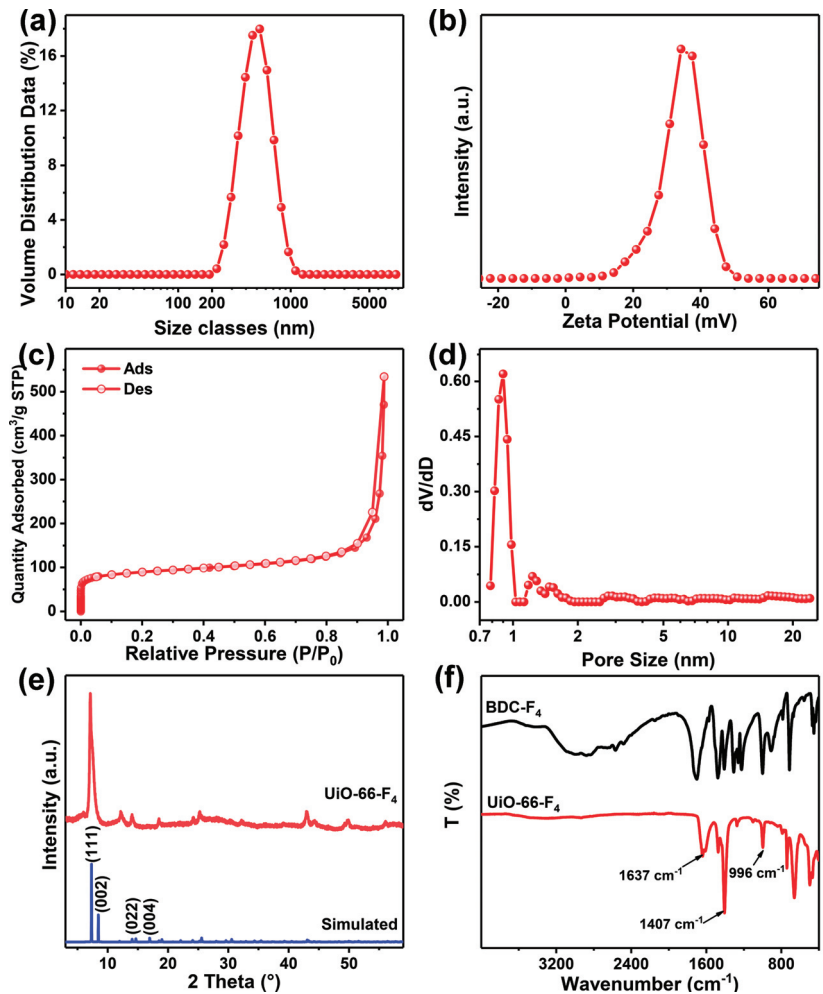 (a)
Volume Distribution Data (%)
18
12
8
4
0
10 20 100 200 1000 5000
Size classes (nm)
(b)
Intensity (a.u.)
0 20 40 60
Zeta Potential (mV)
(c)
Ads
Des
Quantity Adsorbed (cm³/g STP)
500
400
300
200
100
0
0.0 0.2 0.4 0.6 0.8 1.0
Relative Pressure (P/P₀)
(d)
dV/dD
0.60
0.45
0.30
0.15
0.00
0.7 1 2 5 10 20
Pore Size (nm)
(e)
Intensity (a.u.)
UiO-66-F₄
(111)
(002)
(022)
(004)
Simulated
10 20 30 40 50
2 Theta (°)
(f)
T (%)
BDC-F₄
UiO-66-F₄
1637 cm⁻¹
996 cm⁻¹
1407 cm⁻¹
3200 2400 1600 800
Wavenumber (cm⁻¹)